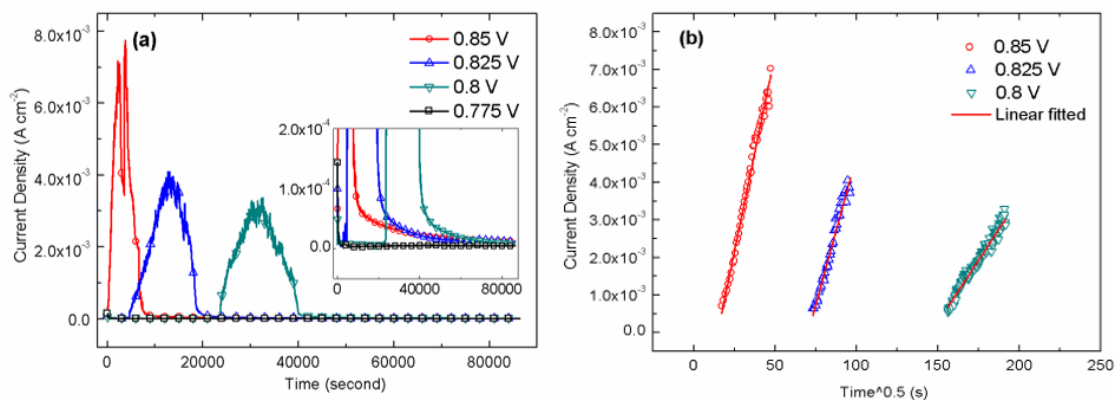 (a)
0.85 V
0.825 V
0.8 V
0.775 V
8.0x10⁻³
6.0x10⁻³
4.0x10⁻³
2.0x10⁻³
0.0
Current Density (A cm⁻²)
0
20000
40000
60000
80000
Time (second)
2.0x10⁻⁴
1.0x10⁻⁴
0.0
0
40000
80000
(b)
0.85 V
0.825 V
0.8 V
Linear fitted
8.0x10⁻³
7.0x10⁻³
6.0x10⁻³
5.0x10⁻³
4.0x10⁻³
3.0x10⁻³
2.0x10⁻³
1.0x10⁻³
0.0
Current Density (A cm⁻²)
0
50
100
150
200
250
Time^0.5 (s)